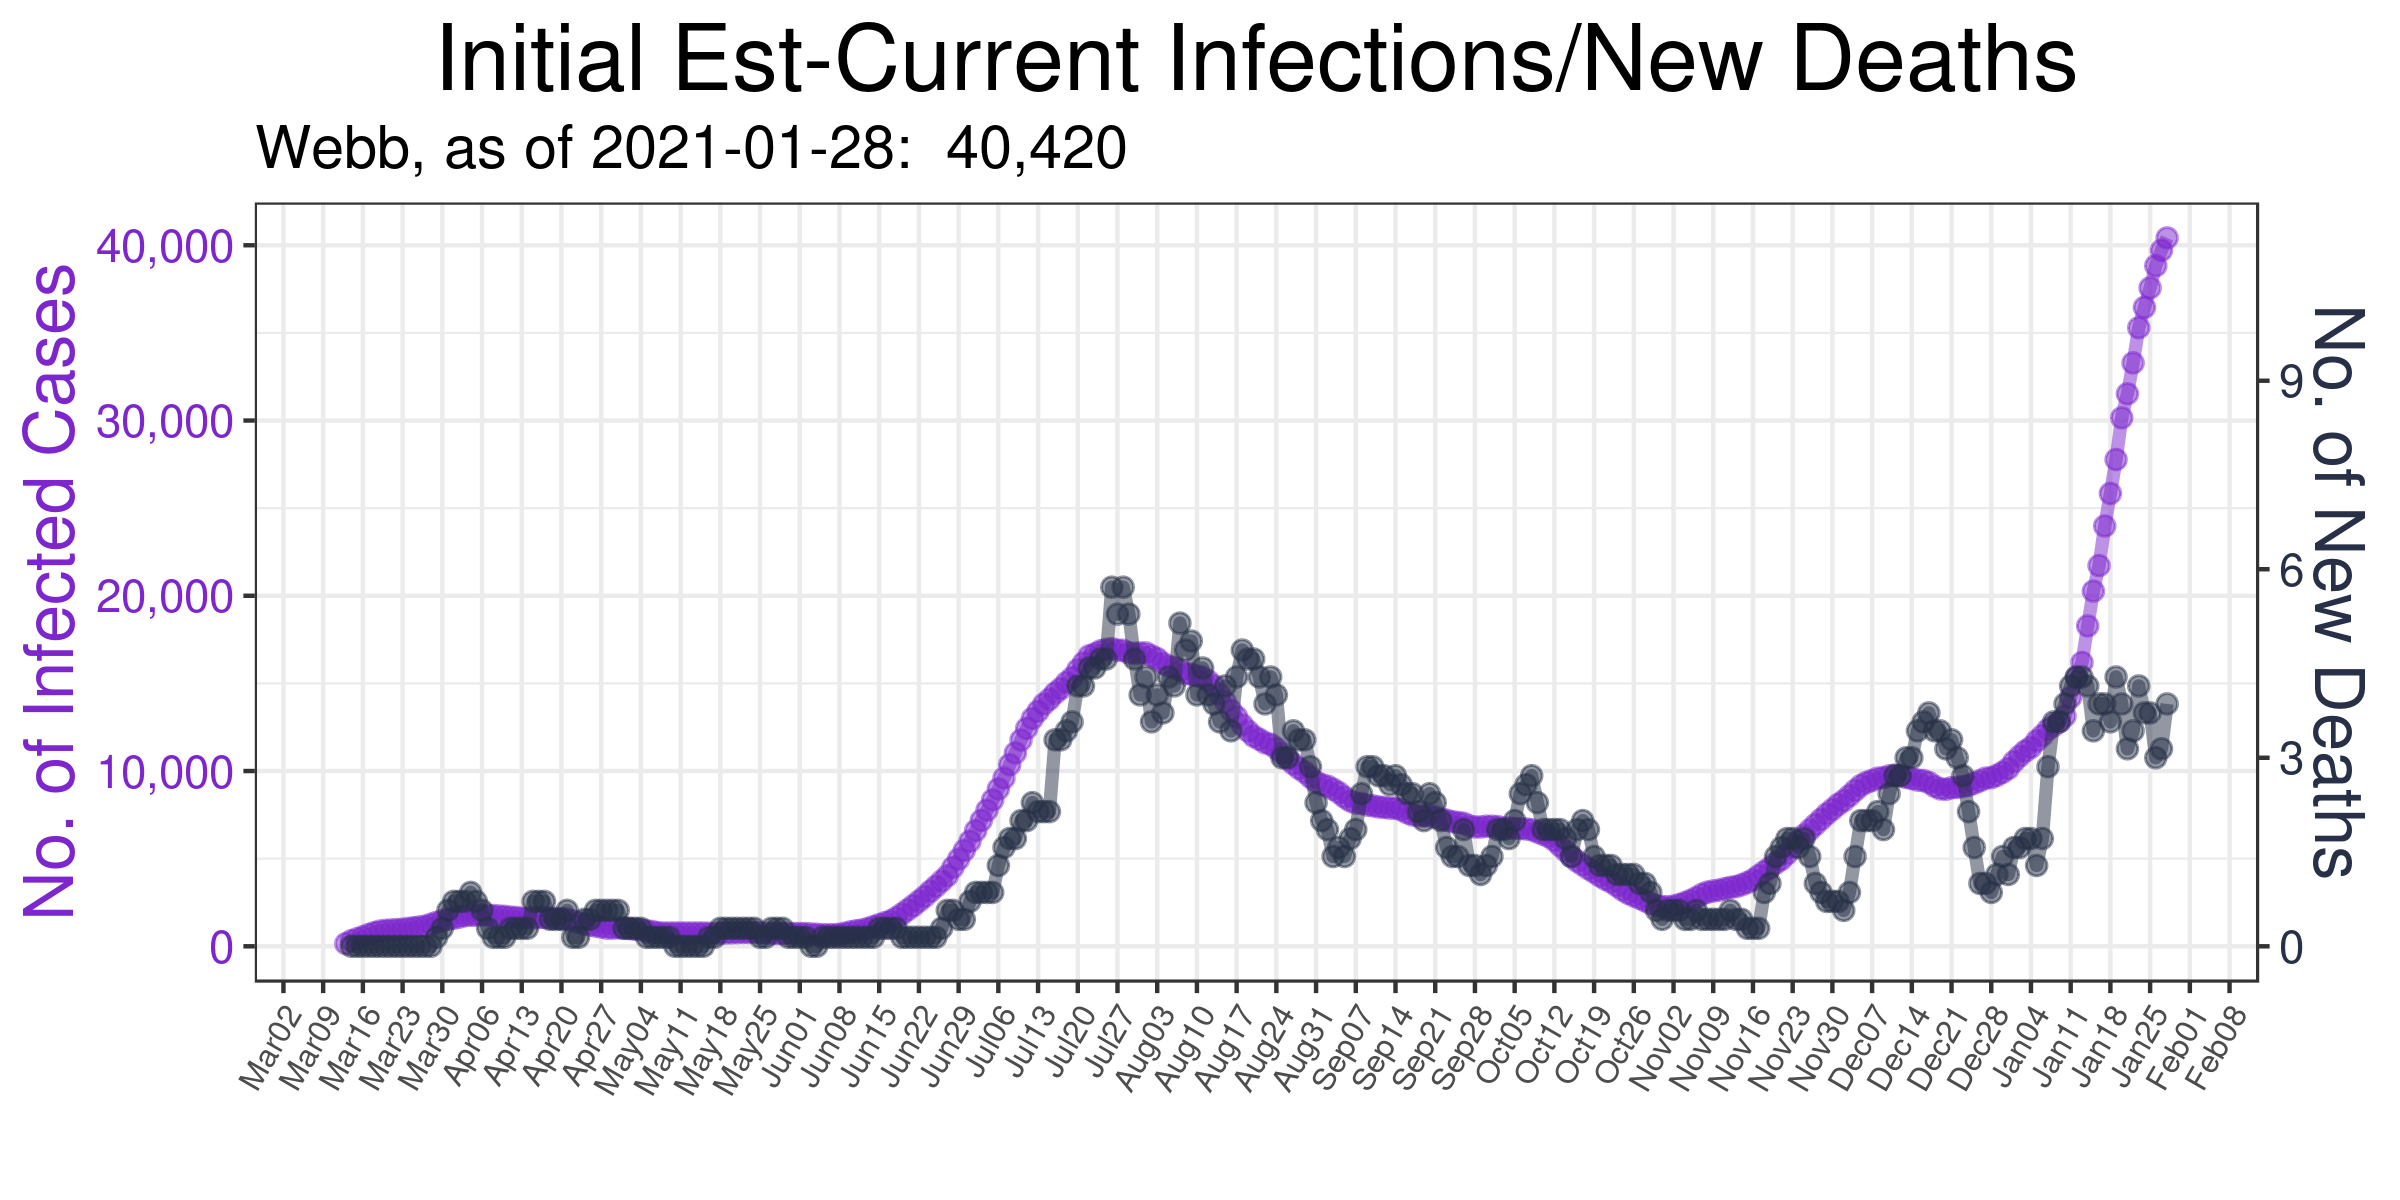 Initial Est-Current Infections/New Deaths
Webb, as of 2021-01-28: 40,420
No. of Infected Cases
40,000
30,000
20,000
10,000
0
No. of New Deaths
9
6
3
0
Mar02
Mar09
Mar16
Mar23
Mar30
Apr06
Apr13
Apr20
Apr27
May04
May11
May18
May25
Jun01
Jun08
Jun15
Jun22
Jun29
Jul06
Jul13
Jul20
Jul27
Aug03
Aug10
Aug17
Aug24
Aug31
Sep07
Sep14
Sep21
Sep28
Oct05
Oct12
Oct19
Oct26
Nov02
Nov09
Nov16
Nov23
Nov30
Dec07
Dec14
Dec21
Dec28
Jan04
Jan11
Jan18
Jan25
Feb01
Feb08